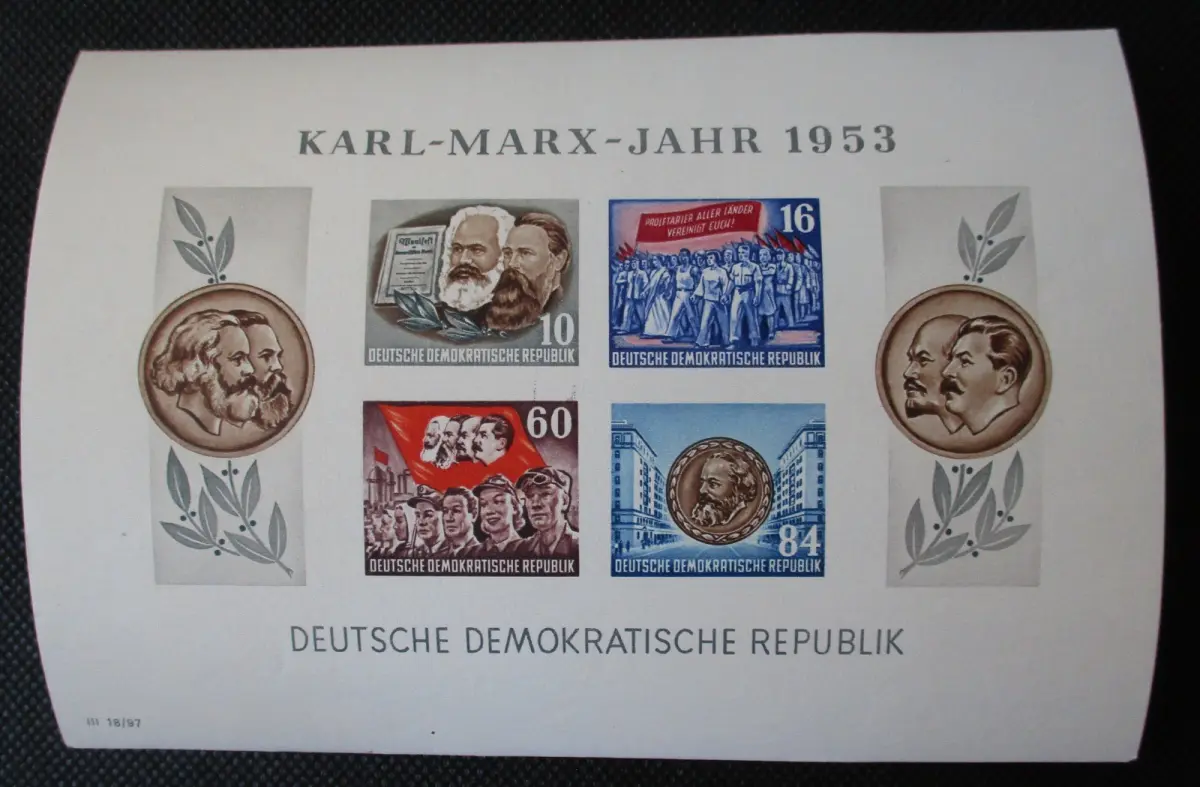 KARL-MARX-JAHR 1953
10
DEUTSCHE DEMOKRATISCHE REPUBLIK
PROLETARIER ALLER LÄNDER
VEREINIGT EUCH!
16
DEUTSCHE DEMOKRATISCHE REPUBLIK
60
DEUTSCHE DEMOKRATISCHE REPUBLIK
84
DEUTSCHE DEMOKRATISCHE REPUBLIK
DEUTSCHE DEMOKRATISCHE REPUBLIK
III 18/97